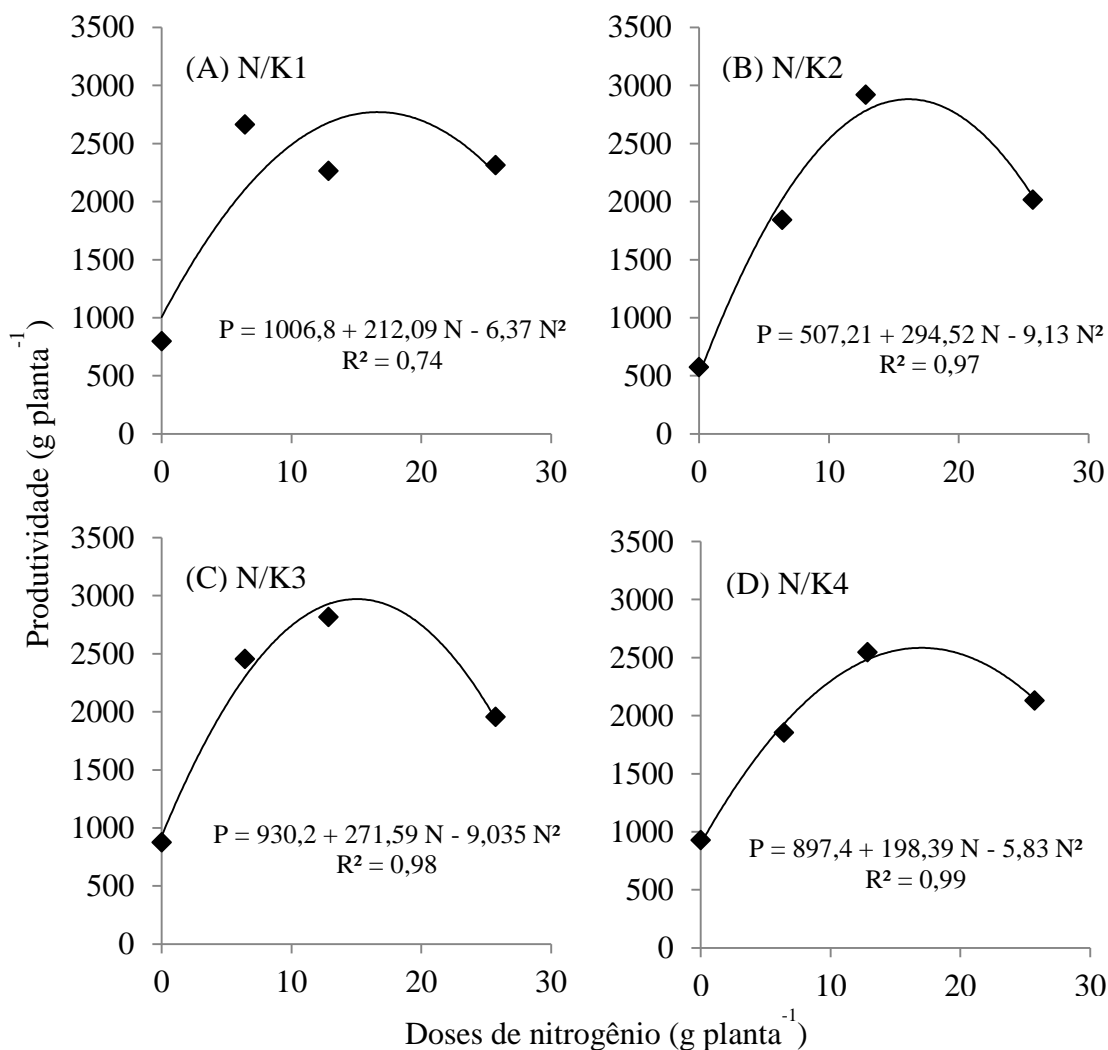 Produtividade (g planta⁻¹)
3500
3000
2500
2000
1500
1000
500
0
0 10 20 30
(A) N/K1
P = 1006,8 + 212,09 N - 6,37 N²
R² = 0,74
3500
3000
2500
2000
1500
1000
500
0
0 10 20 30
(B) N/K2
P = 507,21 + 294,52 N - 9,13 N²
R² = 0,97
3500
3000
2500
2000
1500
1000
500
0
0 10 20 30
(C) N/K3
P = 930,2 + 271,59 N - 9,035 N²
R² = 0,98
3500
3000
2500
2000
1500
1000
500
0
0 10 20 30
(D) N/K4
P = 897,4 + 198,39 N - 5,83 N²
R² = 0,99
Doses de nitrogênio (g planta⁻¹)